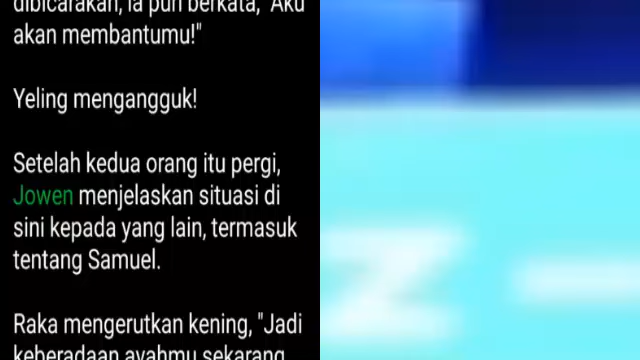 dibicarakan, ia pun berkata, "Aku
akan membantumu!"
Yeling mengangguk!
Setelah kedua orang itu pergi,
Jowen menjelaskan situasi di
sini kepada yang lain, termasuk
tentang Samuel.
Raka mengerutkan kening, "Jadi
keberadaan ayahmu sekarang
z –